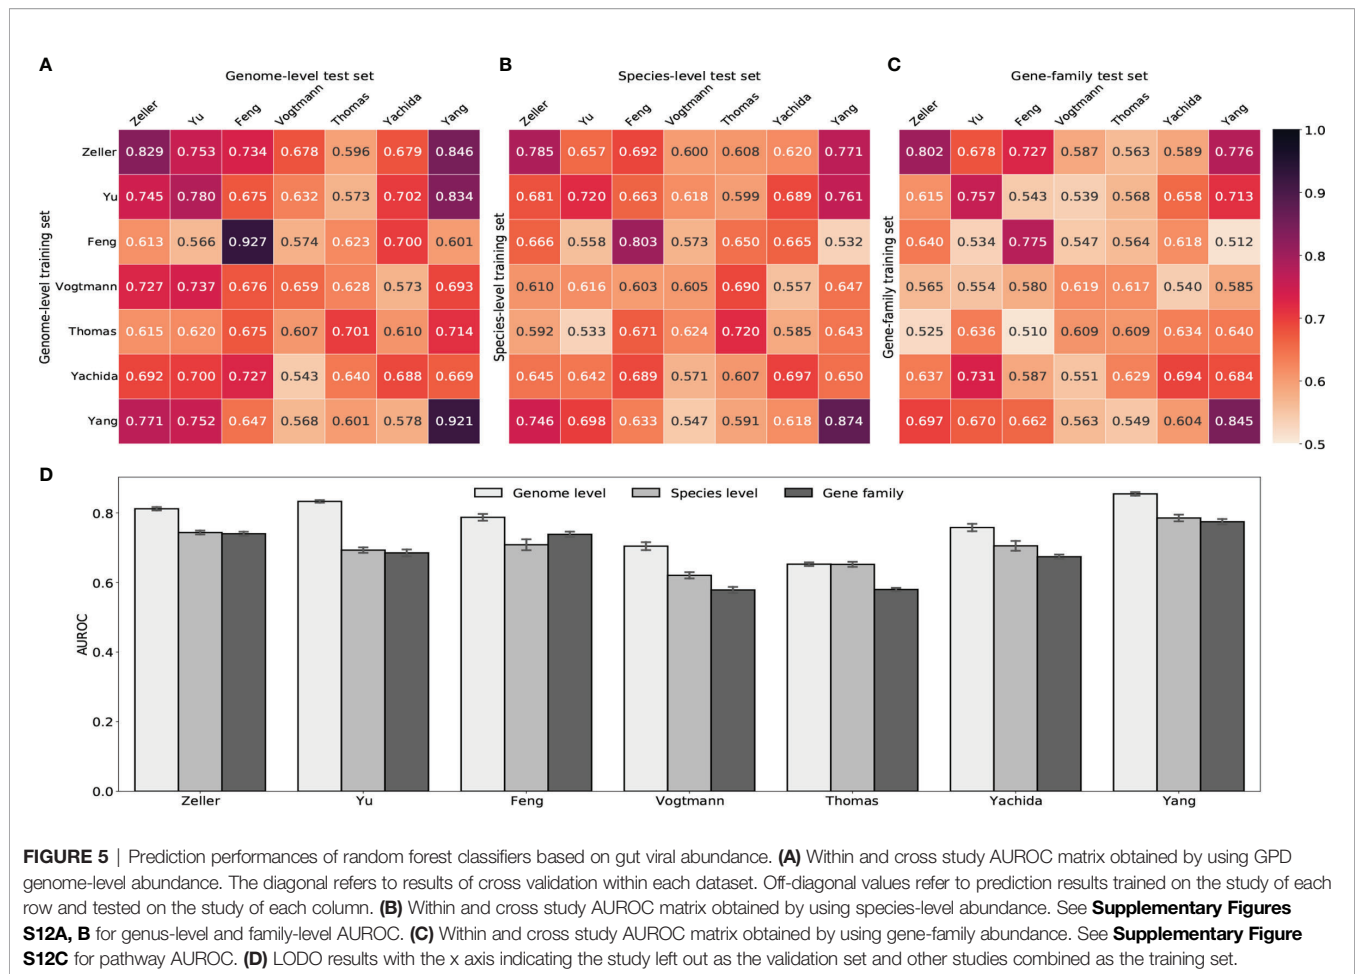 A
B
C
Genome-level test set
Species-level test set
Gene-family test set
Zeller Yu Feng Vogtmann Thomas Yachida Yang
Zeller Yu Feng Vogtmann Thomas Yachida Yang
Zeller Yu Feng Vogtmann Thomas Yachida Yang
Genome-level training set
Zeller 0.829 0.753 0.734 0.678 0.596 0.679 0.846
Yu 0.745 0.780 0.675 0.632 0.573 0.702 0.834
Feng 0.613 0.566 0.927 0.574 0.623 0.700 0.601
Vogtmann 0.727 0.737 0.676 0.659 0.628 0.573 0.693
Thomas 0.615 0.620 0.675 0.607 0.701 0.610 0.714
Yachida 0.692 0.700 0.727 0.543 0.640 0.688 0.669
Yang 0.771 0.752 0.647 0.568 0.601 0.578 0.921
Species-level training set
0.785 0.657 0.692 0.600 0.608 0.620 0.771
0.681 0.720 0.663 0.618 0.599 0.689 0.761
0.666 0.558 0.803 0.573 0.650 0.665 0.532
0.610 0.616 0.603 0.605 0.690 0.557 0.647
0.592 0.533 0.671 0.624 0.720 0.585 0.643
0.645 0.642 0.689 0.571 0.607 0.697 0.650
0.746 0.698 0.633 0.547 0.591 0.618 0.874
Gene-family training set
0.802 0.678 0.727 0.587 0.563 0.589 0.776
0.615 0.757 0.543 0.539 0.568 0.658 0.713
0.640 0.534 0.775 0.547 0.564 0.618 0.512
0.565 0.554 0.580 0.619 0.617 0.540 0.585
0.525 0.636 0.510 0.609 0.609 0.634 0.640
0.637 0.731 0.587 0.551 0.629 0.694 0.684
0.697 0.670 0.662 0.563 0.549 0.604 0.845
1.0
0.9
0.8
0.7
0.6
0.5
D
Genome level Species level Gene family
AUROC
0.8
0.6
0.4
0.2
0.0
Zeller Yu Feng Vogtmann Thomas Yachida Yang
FIGURE 5 | Prediction performances of random forest classifiers based on gut viral abundance. (A) Within and cross study AUROC matrix obtained by using GPD
genome-level abundance. The diagonal refers to results of cross validation within each dataset. Off-diagonal values refer to prediction results trained on the study of each
row and tested on the study of each column. (B) Within and cross study AUROC matrix obtained by using species-level abundance. See Supplementary Figures
S12A, B for genus-level and family-level AUROC. (C) Within and cross study AUROC matrix obtained by using gene-family abundance. See Supplementary Figure
S12C for pathway AUROC. (D) LODO results with the x axis indicating the study left out as the validation set and other studies combined as the training set.